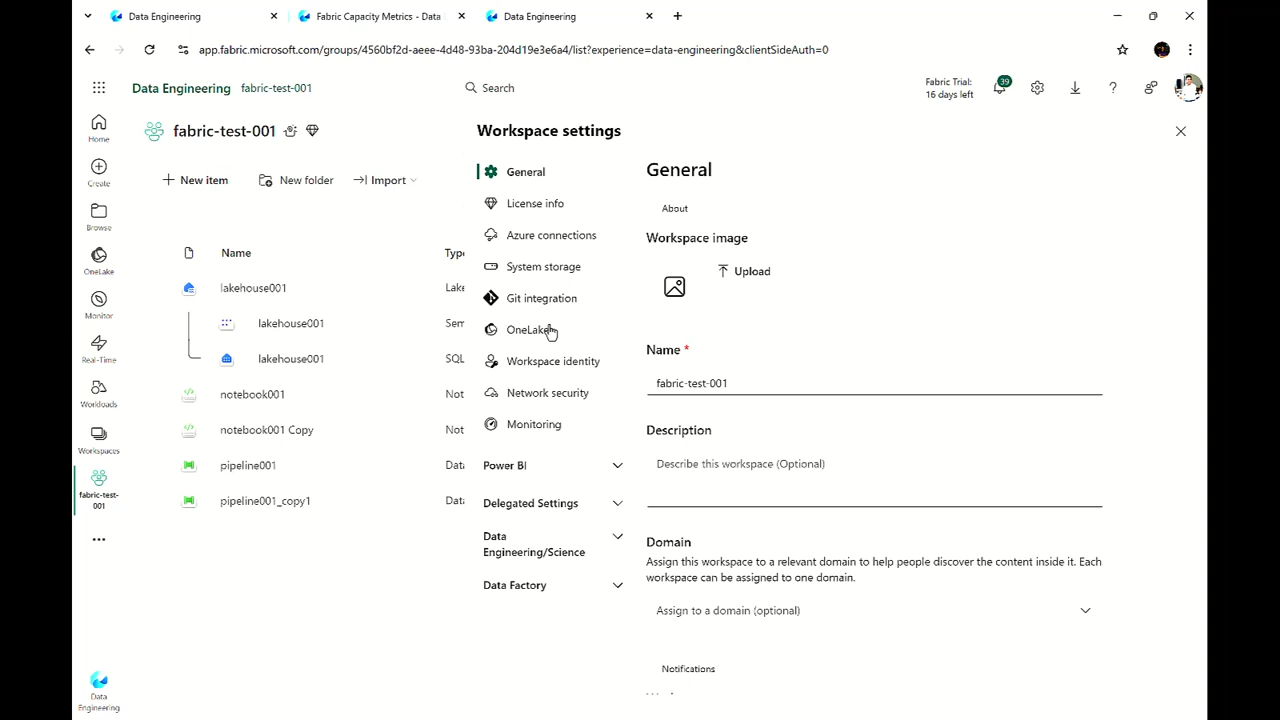 Data Engineering
Fabric Capacity Metrics - Data
Data Engineering
app.fabric.microsoft.com/groups/4560bf2d-aeee-4d48-93ba-204d19e3e6a4/list?experience=data-engineering&clientSideAuth=0
Data Engineering fabric-test-001
Search
Fabric Trial:
16 days left
39
Home
Create
Browse
OneLake
Monitor
Real-Time
Workloads
Workspaces
fabric-test-
001
Data
Engineering
fabric-test-001
New item
New folder
Import
Name
Type
lakehouse001
Lake
lakehouse001
Sem
lakehouse001
SQL
notebook001
Not
notebook001 Copy
Not
pipeline001
Data
pipeline001_copy1
Data
Workspace settings
General
License info
Azure connections
System storage
Git integration
OneLake
Workspace identity
Network security
Monitoring
Power BI
Delegated Settings
Data
Engineering/Science
Data Factory
General
About
Workspace image
Upload
Name *
fabric-test-001
Description
Describe this workspace (Optional)
Domain
Assign this workspace to a relevant domain to help people discover the content inside it. Each
workspace can be assigned to one domain.
Assign to a domain (optional)
Notifications